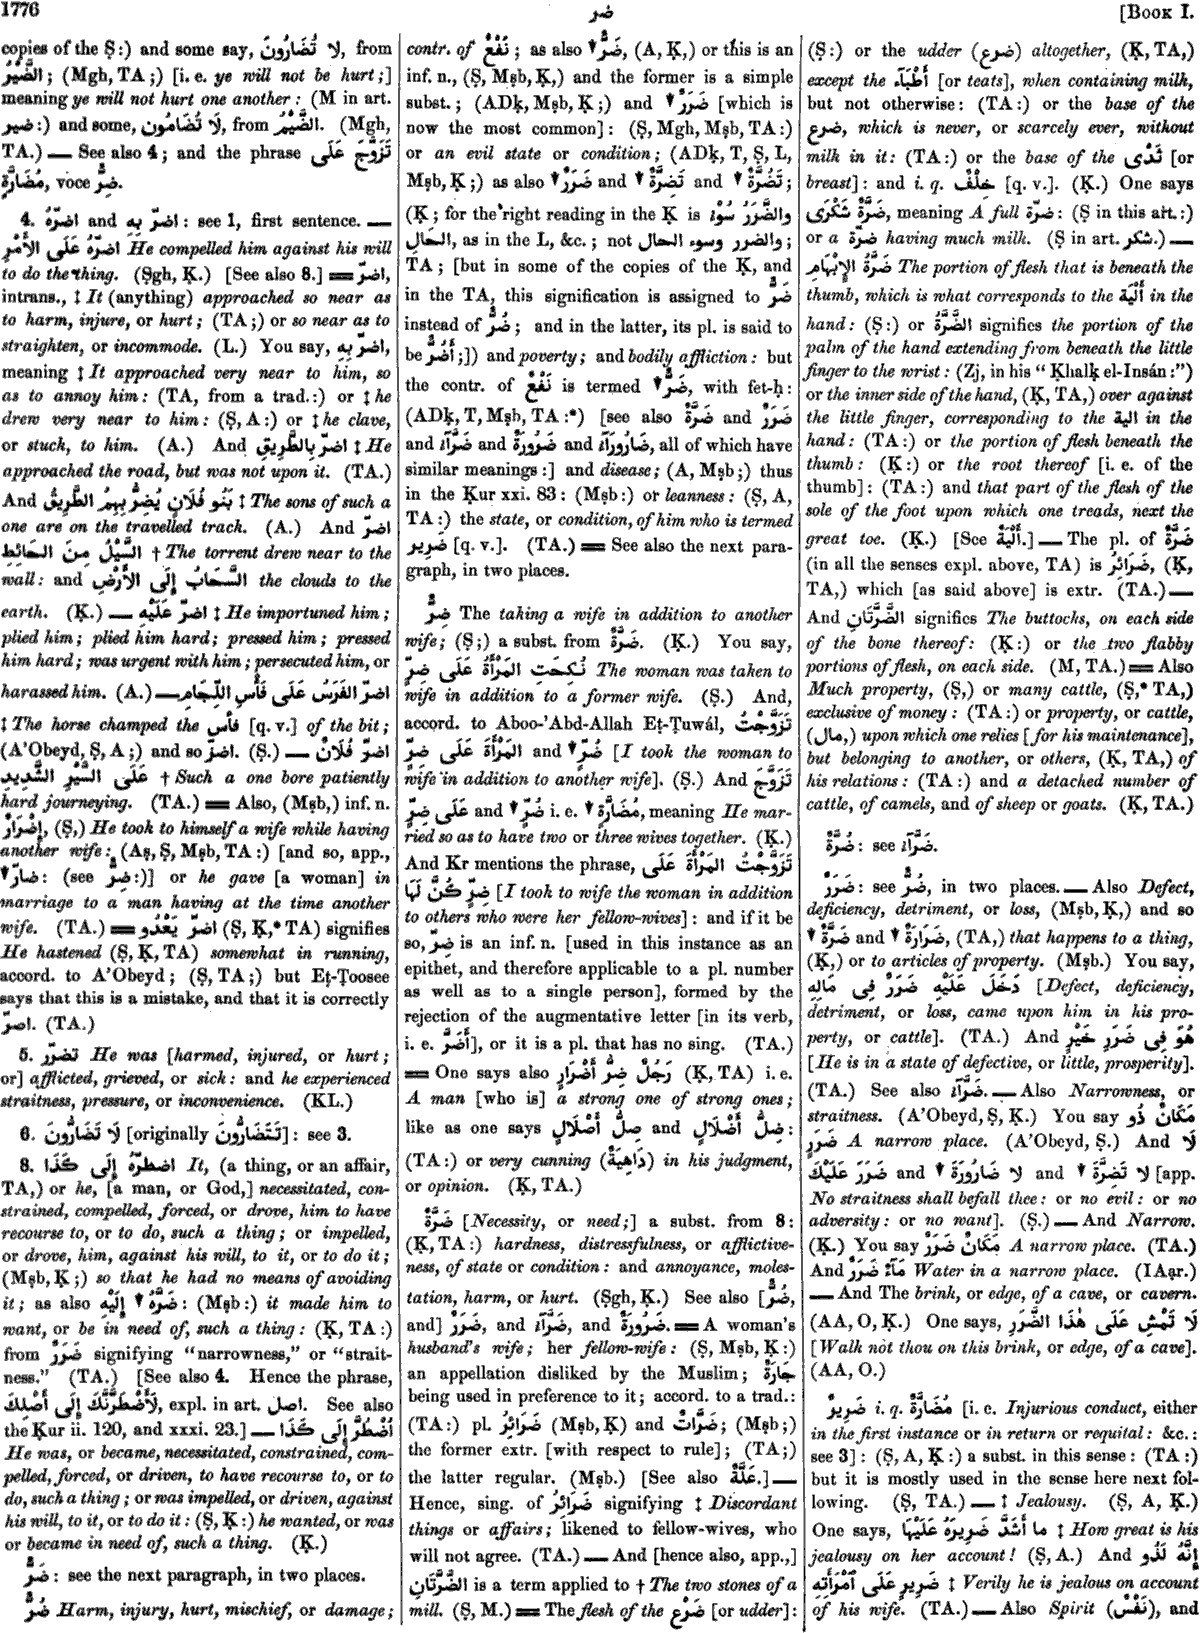 1776
ضر
[BOOK I.
copies of the Ṣ:) and some say, لَا تُضَارُونَ, from
الضَّيْرُ; (Mgh, TA;) [i. e. ye will not be hurt;]
meaning ye will not hurt one another: (M in art.
ضير:) and some, لَا تُضَامُونَ, from الضَّيْمُ. (Mgh,
TA.) — See also 4; and the phrase تَزَوَّجَ عَلَى
مُضَارَّةٍ, voce ضِرٌّ.
4. اضرّهُ and اضرّ بِهِ: see 1, first sentence. —
اضرّهُ عَلَى الأَمْرِ He compelled him against his will
to do the thing. (Ṣgh, Ḳ.) [See also 8.] = اضرّ,
intrans., ‡ It (anything) approached so near as
to harm, injure, or hurt; (TA;) or so near as to
straighten, or incommode. (L.) You say, اضرّ بِهِ,
meaning ‡ It approached very near to him, so
as to annoy him: (TA, from a trad.:) or ‡ he
drew very near to him: (Ṣ, A:) or ‡ he clave,
or stuck, to him. (A.) And اضرّ بِالطَّرِيقِ ‡ He
approached the road, but was not upon it. (TA.)
And بَنُو فُلَانٍ يُضِرُّ بِهِمُ الطَّرِيقُ ‡ The sons of such a
one are on the travelled track. (A.) And اضرّ
السَّيْلُ مِنَ الحَائِطِ † The torrent drew near to the
wall: and السَّحَابُ إِلَى الأَرْضِ the clouds to the
earth. (Ḳ.) — اضرّ عَلَيْهِ ‡ He importuned him;
plied him; plied him hard; pressed him; pressed
him hard; was urgent with him; persecuted him, or
harassed him. (A.) — اضرّ الفَرَسُ عَلَى فَأْسِ اللِّجَامِ
‡ The horse champed the فأس [q. v.] of the bit;
(A'Obeyd, Ṣ, A;) and so اضزّ. (Ṣ.) — اضرّ فُلَانٌ
عَلَى السَّيْرِ الشَّدِيدِ † Such a one bore patiently
hard journeying. (TA.) = Also, (Mṣb,) inf. n.
إِضْرَارٌ, (Ṣ,) He took to himself a wife while having
another wife: (Aṣ, Ṣ, Mṣb, TA:) [and so, app.,
▼ ضارّ: (see ضِرٌّ:)] or he gave [a woman] in
marriage to a man having at the time another
wife. (TA.) = اضرّ يَعْدُو (Ṣ, Ḳ,* TA) signifies
He hastened (Ṣ, Ḳ, TA) somewhat in running,
accord. to A'Obeyd; (Ṣ, TA;) but Eṭ-Ṭoosee
says that this is a mistake, and that it is correctly
اصرّ. (TA.)
5. تضرّر He was [harmed, injured, or hurt;
or] afflicted, grieved, or sick: and he experienced
straitness, pressure, or inconvenience. (KL.)
6. لَا تَضَارُّونَ [originally تَتَضَارُّونَ]: see 3.
8. اضطرّهُ إِلَى كَذَا It, (a thing, or an affair,
TA,) or he, [a man, or God,] necessitated, con-
strained, compelled, forced, or drove, him to have
recourse to, or to do, such a thing; or impelled,
or drove, him, against his will, to it, or to do it;
(Mṣb, Ḳ;) so that he had no means of avoiding
it; as also ▼ ضَرَّهُ إِلَيْهِ: (Mṣb:) it made him to
want, or be in need of, such a thing: (Ḳ, TA:)
from ضَرَرٌ signifying "narrowness," or "strait-
ness." (TA.) [See also 4. Hence the phrase,
لَأَضْطَرَّنَّكَ إِلَى أَصْلِكَ, expl. in art. اصل. See also
the Ḳur ii. 120, and xxxi. 23.] — اُضْطُرَّ إِلَى كَذَا
He was, or became, necessitated, constrained, com-
pelled, forced, or driven, to have recourse to, or to
do, such a thing; or was impelled, or driven, against
his will, to it, or to do it: (Ṣ, Ḳ:) he wanted, or was
or became in need of, such a thing. (Ḳ.)
ضَرٌّ: see the next paragraph, in two places.
ضُرٌّ Harm, injury, hurt, mischief, or damage;
contr. of نَفْعٌ; as also ▼ ضَرٌّ, (A, Ḳ,) or this is an
inf. n., (Ṣ, Mṣb, Ḳ,) and the former is a simple
subst.; (ADḳ, Mṣb, Ḳ;) and ▼ ضَرَرٌ [which is
now the most common]: (Ṣ, Mgh, Mṣb, TA:)
or an evil state or condition; (ADḳ, T, Ṣ, L,
Mṣb, Ḳ;) as also ▼ ضَرَرٌ and ▼ تَضِرَّةٌ and ▼ تَضُرَّةٌ;
(Ḳ; for the right reading in the Ḳ is والضَّرَرُ سُوْءُ
الحَالِ, as in the L, &c.; not والضرر وسوء الحال;
TA; [but in some of the copies of the Ḳ, and
in the TA, this signification is assigned to ضَرٌّ
instead of ضُرٌّ; and in the latter, its pl. is said to
be أَضُرٌّ;]) and poverty; and bodily affliction: but
the contr. of نَفْعٌ is termed ▼ ضَرٌّ, with fet-ḥ:
(ADḳ, T, Mṣb, TA:*) [see also ضَرَّةٌ and ضَرَرٌ
and ضَرَّآءُ and ضَرُورَةٌ and ضَارُورَآءُ, all of which have
similar meanings:] and disease; (A, Mṣb;) thus
in the Ḳur xxi. 83: (Mṣb:) or leanness: (Ṣ, A,
TA:) the state, or condition, of him who is termed
ضَرِير [q. v.]. (TA.) = See also the next para-
graph, in two places.
ضِرٌّ The taking a wife in addition to another
wife; (Ṣ;) a subst. from ضَرَّةٌ. (Ḳ.) You say,
نُكِحَتِ المَرْأَةُ عَلَى ضِرٍّ The woman was taken to
wife in addition to a former wife. (Ṣ.) And,
accord. to Aboo-'Abd-Allah Eṭ-Ṭuwál, تَزَوَّجْتُ
المَرْأَةَ عَلَى ضِرٍّ and ▼ ضُرٍّ [I took the woman to
wife in addition to another wife]. (Ṣ.) And تَزَوَّجَ
عَلَى ضِرٍّ and ▼ ضُرٍّ i. e. ▼ مُضَارَّةٍ, meaning He mar-
ried so as to have two or three wives together. (Ḳ.)
And Kr mentions the phrase, تَزَوَّجْتُ المَرْأَةَ عَلَى
ضِرٍّ كُنَّ لَهَا [I took to wife the woman in addition
to others who were her fellow-wives]: and if it be
so, ضِرّ is an inf. n. [used in this instance as an
epithet, and therefore applicable to a pl. number
as well as to a single person], formed by the
rejection of the augmentative letter [in its verb,
i. e. أَضَرَّ], or it is a pl. that has no sing. (TA.)
= One says also رَجُلٌ ضِرُّ أَضْرَارٍ (Ḳ, TA) i. e.
A man [who is] a strong one of strong ones;
like as one says صِلُّ أَصْلَالٍ and ضِلُّ أَضْلَالٍ:
(TA:) or very cunning (دَاهِيَةٌ) in his judgment,
or opinion. (Ḳ, TA.)
ضَرَّةٌ [Necessity, or need;] a subst. from 8:
(Ḳ, TA:) hardness, distressfulness, or afflictive-
ness, of state or condition: and annoyance, moles-
tation, harm, or hurt. (Ṣgh, Ḳ.) See also [ضُرٌّ,
and] ضَرَرٌ, and ضَرَّآءُ, and ضَرُورَةٌ. = A woman's
husband's wife; her fellow-wife: (Ṣ, Mṣb, Ḳ:)
an appellation disliked by the Muslim; جَارَةٌ
being used in preference to it; accord. to a trad.:
(TA:) pl. ضَرَائِرُ (Mṣb, Ḳ) and ضَرَّاتٌ; (Mṣb;)
the former extr. [with respect to rule]; (TA;)
the latter regular. (Mṣb.) [See also عَلَّةٌ.] —
Hence, sing. of ضَرَائِرُ signifying ‡ Discordant
things or affairs; likened to fellow-wives, who
will not agree. (TA.) — And [hence also, app.,]
الضَّرَّتَانِ is a term applied to † The two stones of a
mill. (Ṣ, M.) = The flesh of the ضَرْع [or udder]:
(Ṣ:) or the udder (ضرع) altogether, (Ḳ, TA,)
except the أَطْبَآء [or teats], when containing milk,
but not otherwise: (TA:) or the base of the
ضرع, which is never, or scarcely ever, without
milk in it: (TA:) or the base of the ثَدْى [or
breast]: and i. q. خِلْفٌ [q. v.]. (Ḳ.) One says
ضَرَّةٌ شَكْرَى, meaning A full ضرّة: (Ṣ in this art.:)
or a ضرّة having much milk. (Ṣ in art. شكر.) —
ضَرَّةُ الإِبْهَامِ The portion of flesh that is beneath the
thumb, which is what corresponds to the أَلْيَة in the
hand: (Ṣ:) or الضَّرَّةُ signifies the portion of the
palm of the hand extending from beneath the little
finger to the wrist: (Zj, in his "Khalḳ el-Insán:")
or the inner side of the hand, (Ḳ, TA,) over against
the little finger, corresponding to the الية in the
hand: (TA:) or the portion of flesh beneath the
thumb: (Ḳ:) or the root thereof [i. e. of the
thumb]: (TA:) and that part of the flesh of the
sole of the foot upon which one treads, next the
great toe. (Ḳ.) [See أَلْيَةٌ.] — The pl. of ضَرَّةٌ
(in all the senses expl. above, TA) is ضَرَائِرُ, (Ḳ,
TA,) which [as said above] is extr. (TA.) —
And الضَّرَّتَانِ signifies The buttocks, on each side
of the bone thereof: (Ḳ:) or the two flabby
portions of flesh, on each side. (M, TA.) = Also
Much property, (Ṣ,) or many cattle, (Ṣ,* TA,)
exclusive of money: (TA:) or property, or cattle,
(مال,) upon which one relies [for his maintenance],
but belonging to another, or others, (Ḳ, TA,) of
his relations: (TA:) and a detached number of
cattle, of camels, and of sheep or goats. (Ḳ, TA.)
ضُرَّةٌ: see ضَرَّآءُ.
ضَرَرٌ: see ضُرٌّ, in two places. — Also Defect,
deficiency, detriment, or loss, (Mṣb, Ḳ,) and so
▼ ضَرَّةٌ and ▼ ضَرَارَةٌ, (TA,) that happens to a thing,
(Ḳ,) or to articles of property. (Mṣb.) You say,
دَخَلَ عَلَيْهِ ضَرَرٌ فِى مَالِهِ [Defect, deficiency,
detriment, or loss, came upon him in his pro-
perty, or cattle]. (TA.) And هُوَ فِى ضَرَرِ خَيْرٍ
[He is in a state of defective, or little, prosperity].
(TA.) See also ضَرَّآءُ. — Also Narrowness, or
straitness. (A'Obeyd, Ṣ, Ḳ.) You say مَكَانٌ ذُو
ضَرَرٍ A narrow place. (A'Obeyd, Ṣ.) And لَا
ضَرَرَ عَلَيْكَ and ▼ لا ضَارُورَةَ and ▼ لا تَضِرَّةَ [app.
No straitness shall befall thee: or no evil: or no
adversity: or no want]. (Ṣ.) — And Narrow.
(Ḳ.) You say مَكَانٌ ضَرَرٌ A narrow place. (TA.)
And مَآءٌ ضَرَرٌ Water in a narrow place. (IAạr.)
— And The brink, or edge, of a cave, or cavern.
(AA, O, Ḳ.) One says, لَا تَمْشِ عَلَى هٰذَا الضَّرَرِ
[Walk not thou on this brink, or edge, of a cave].
(AA, O.)
ضَرِيرٌ i. q. مُضَارَّةٌ [i. e. Injurious conduct, either
in the first instance or in return or requital: &c.:
see 3]: (Ṣ, A, Ḳ:) a subst. in this sense: (TA:)
but it is mostly used in the sense here next fol-
lowing. (Ṣ, TA.) — ‡ Jealousy. (Ṣ, A, Ḳ.)
One says, ما أَشَدَّ ضَرِيرَهُ عَلَيْهَا ‡ How great is his
jealousy on her account! (Ṣ, A.) And إِنَّهُ لَذُو
ضَرِيرٍ عَلَى ٱمْرَأَتِهِ ‡ Verily he is jealous on account
of his wife. (TA.) — Also Spirit (نَفْسٌ), and